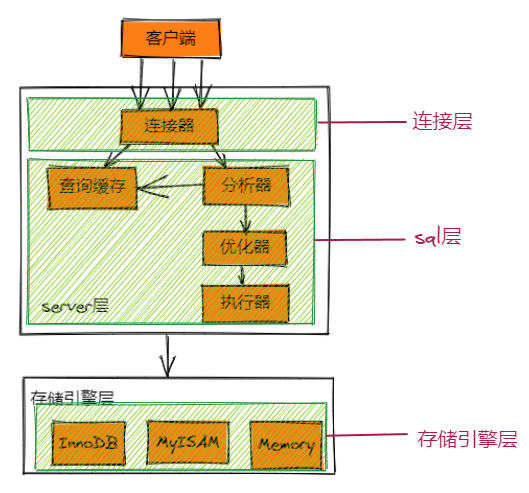 客户端
连接器
连接层
查询缓存
分析器
优化器
sql层
执行器
server层
存储引擎层
InnoDB
MyISAM
Memory
存储引擎层